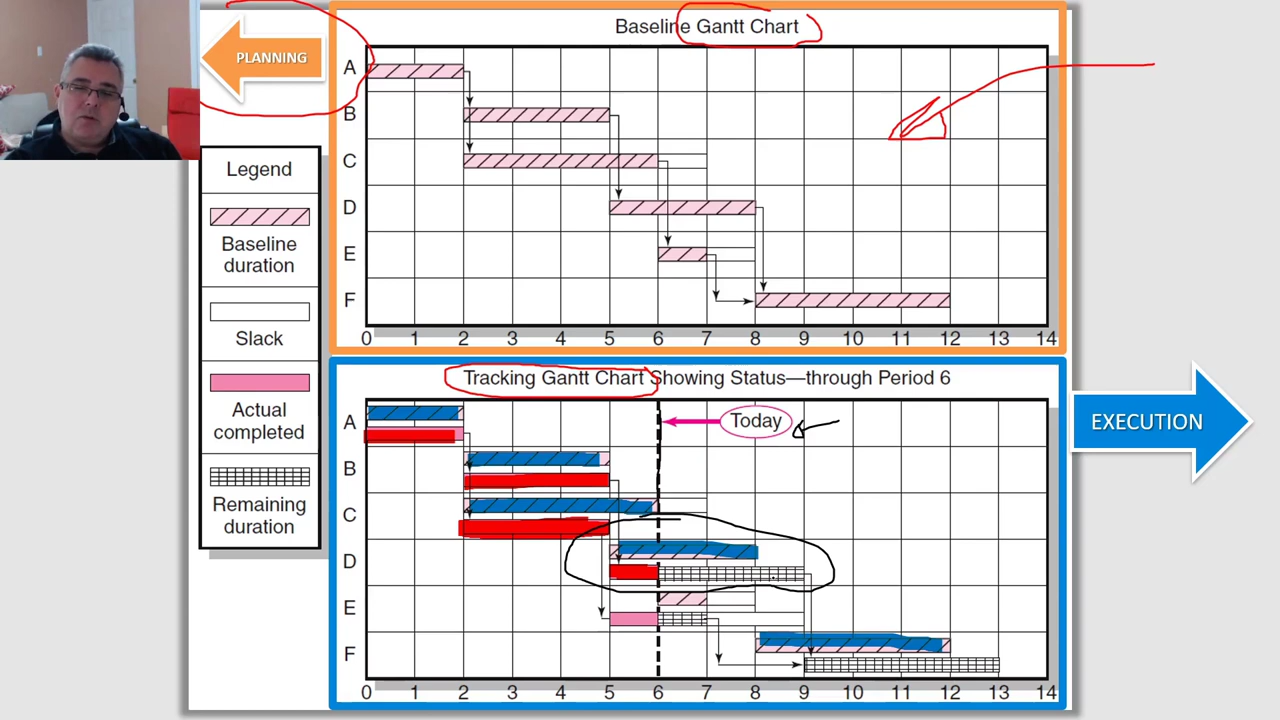 PLANNING
Baseline Gantt Chart
A
B
C
D
E
F
0 1 2 3 4 5 6 7 8 9 10 11 12 13 14
Legend
Baseline
duration
Slack
Actual
completed
Remaining
duration
Tracking Gantt Chart Showing Status—through Period 6
Today
A
B
C
D
E
F
0 1 2 3 4 5 6 7 8 9 10 11 12 13 14
EXECUTION